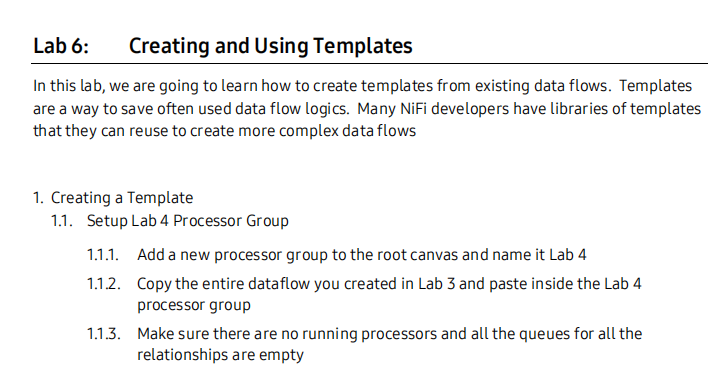 Lab 6: Creating and Using Templates
In this lab, we are going to learn how to create templates from existing data flows. Templates
are a way to save often used data flow logics. Many NiFi developers have libraries of templates
that they can reuse to create more complex data flows
1. Creating a Template
1.1. Setup Lab 4 Processor Group
1.1.1. Add a new processor group to the root canvas and name it Lab 4
1.1.2. Copy the entire dataflow you created in Lab 3 and paste inside the Lab 4
processor group
1.1.3. Make sure there are no running processors and all the queues for all the
relationships are empty